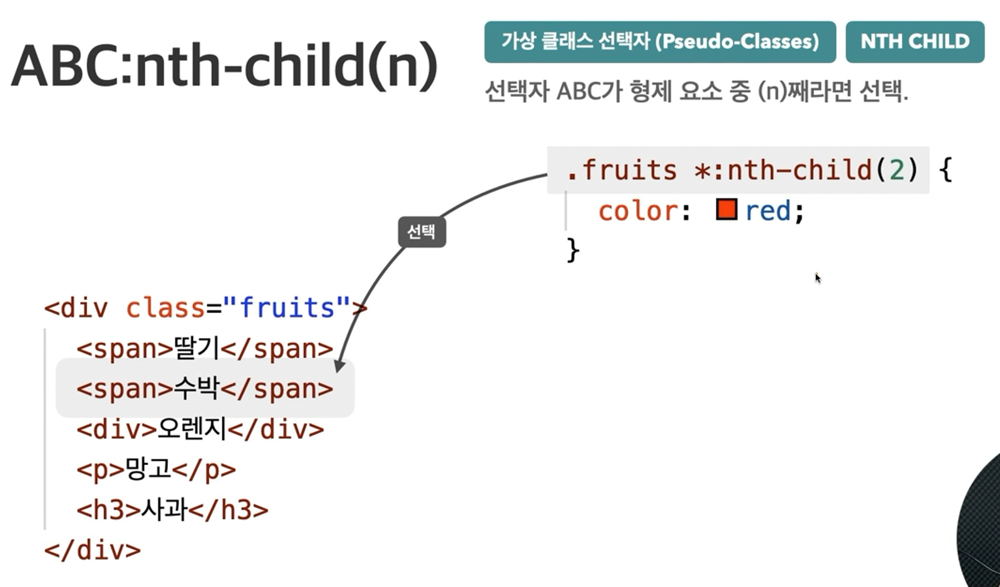 ABC:nth-child(n)
가상 클래스 선택자 (Pseudo-Classes)
NTH CHILD
선택자 ABC가 형제 요소 중 (n)째라면 선택.
.fruits *:nth-child(2) {
color: red;
}
선택
<div class="fruits">
<span>딸기</span>
<span>수박</span>
<div>오렌지</div>
<p>망고</p>
<h3>사과</h3>
</div>